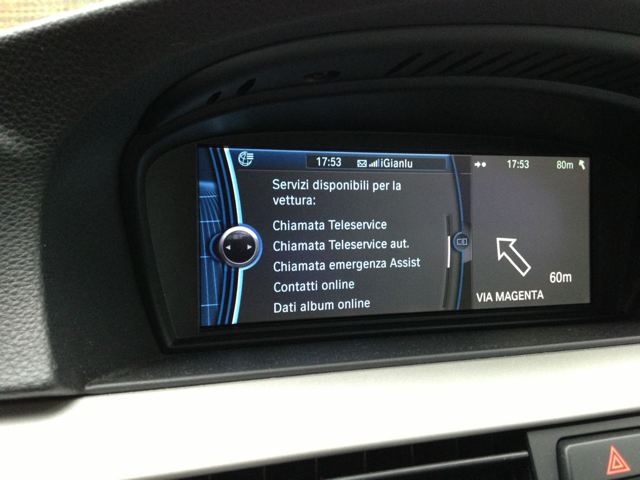 17:53 iGianlu
Servizi disponibili per la
vettura:
Chiamata Teleservice
Chiamata Teleservice aut.
Chiamata emergenza Assist
Contatti online
Dati album online
17:53 80m
60m
VIA MAGENTA